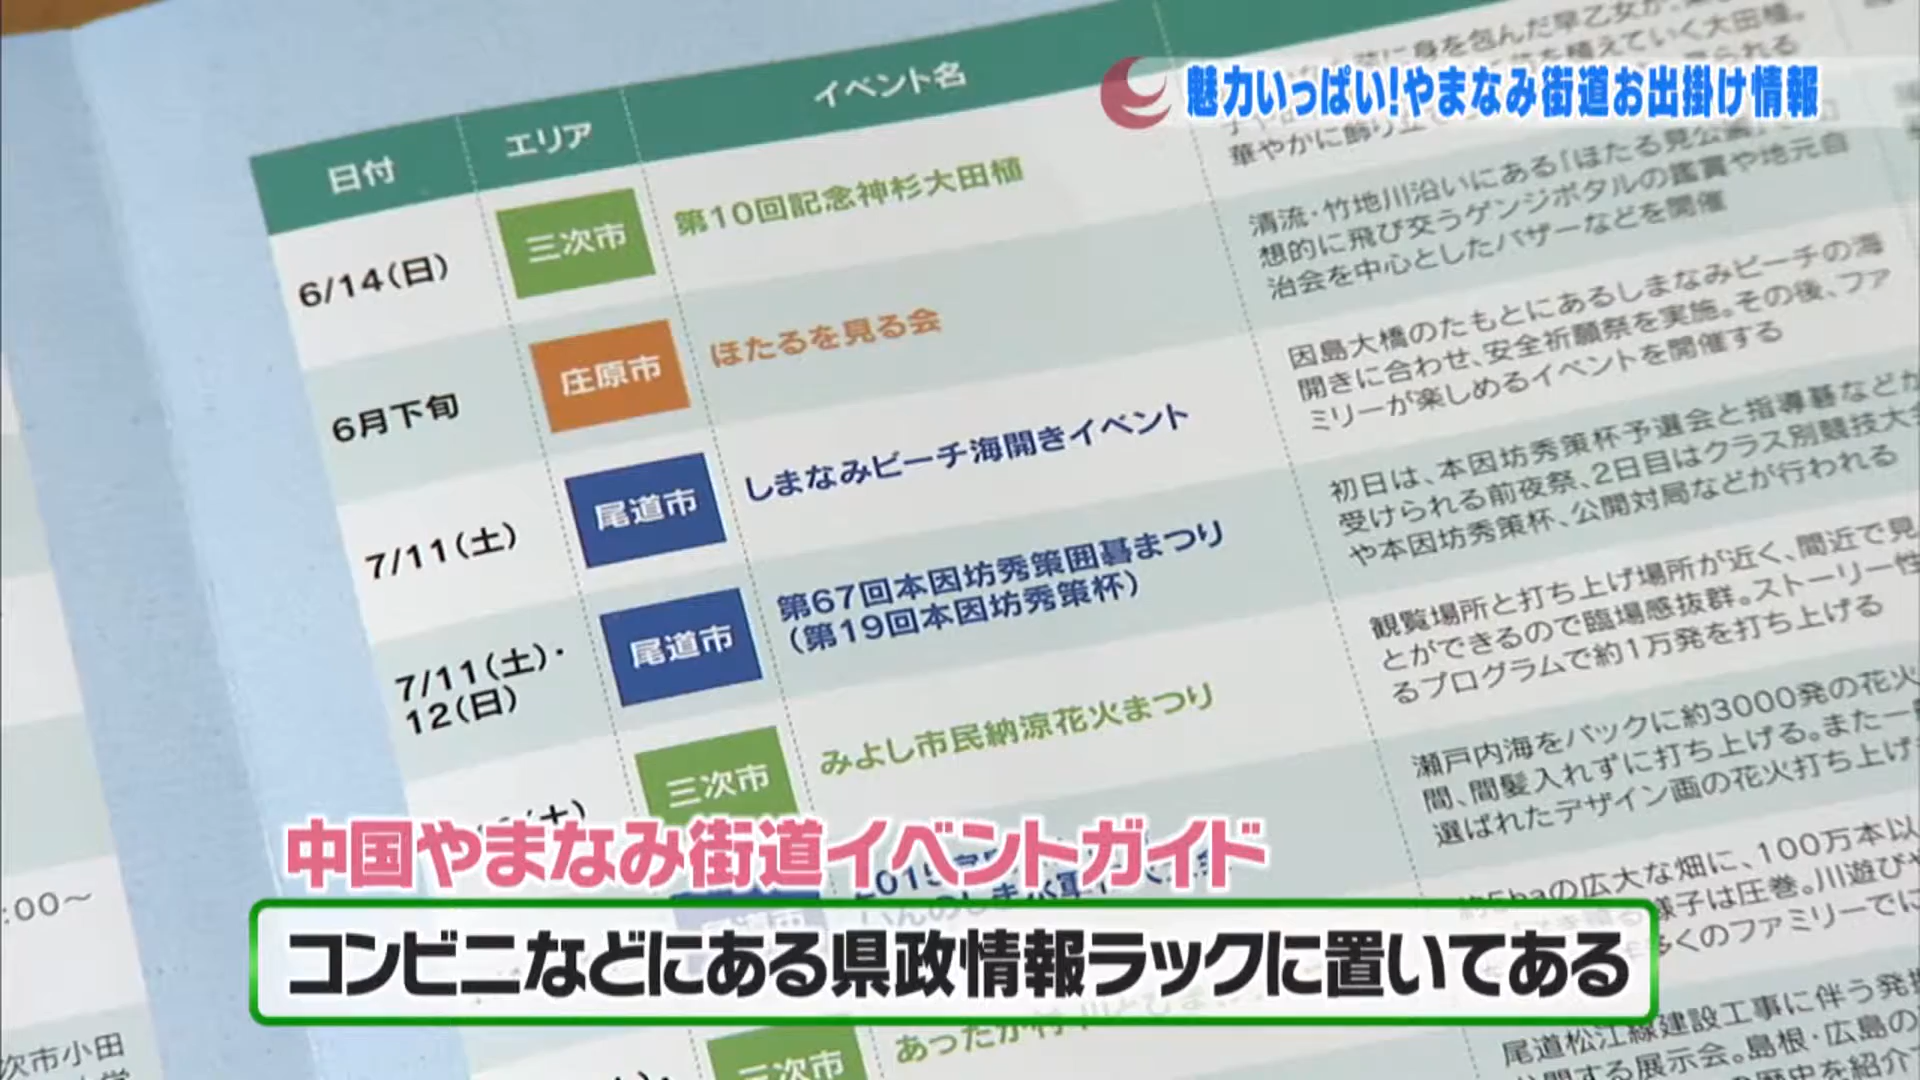 魅力いっぱい!やまなみ街道お出掛け情報
日付
エリア
イベント名
6/14(日)
三次市
第10回記念神杉大田植
華やかに飾り
6月下旬
庄原市
ほたるを見る会
清流・竹地川沿いにある「ほたる見公園」
想的に飛び交うゲンジボタルの鑑賞や地元自
治会を中心としたバザーなどを開催
7/11(土)
尾道市
しまなみビーチ海開きイベント
因島大橋のたもとにあるしまなみビーチの海
開きに合わせ、安全祈願祭を実施。その後、ファ
ミリーが楽しめるイベントを開催する
7/11(土)・
12(日)
尾道市
第67回本因坊秀策囲碁まつり
(第19回本因坊秀策杯)
初日は、本因坊秀策杯予選会と指導碁などが
受けられる前夜祭、2日目はクラス別競技大会
や本因坊秀策杯、公開対局などが行われる
三次市
みよし市民納涼花火まつり
観覧場所と打ち上げ場所が近く、間近で見
とができるので臨場感抜群。ストーリー性
るプログラムで約1万発を打ち上げる
瀬戸内海をバックに約3000発の花火
間、間髪入れずに打ち上げる。また一般
選ばれたデザイン画の花火打ち上げ
の広大な畑に、100万本以
様子は圧巻。川遊びや
多くのファミリーでに
三次市
尾道松江線建設工事に伴う発掘
公開する展示会。島根・広島の
:00〜
次市小田
中国やまなみ街道イベントガイド
コンビニなどにある県政情報ラックに置いてある